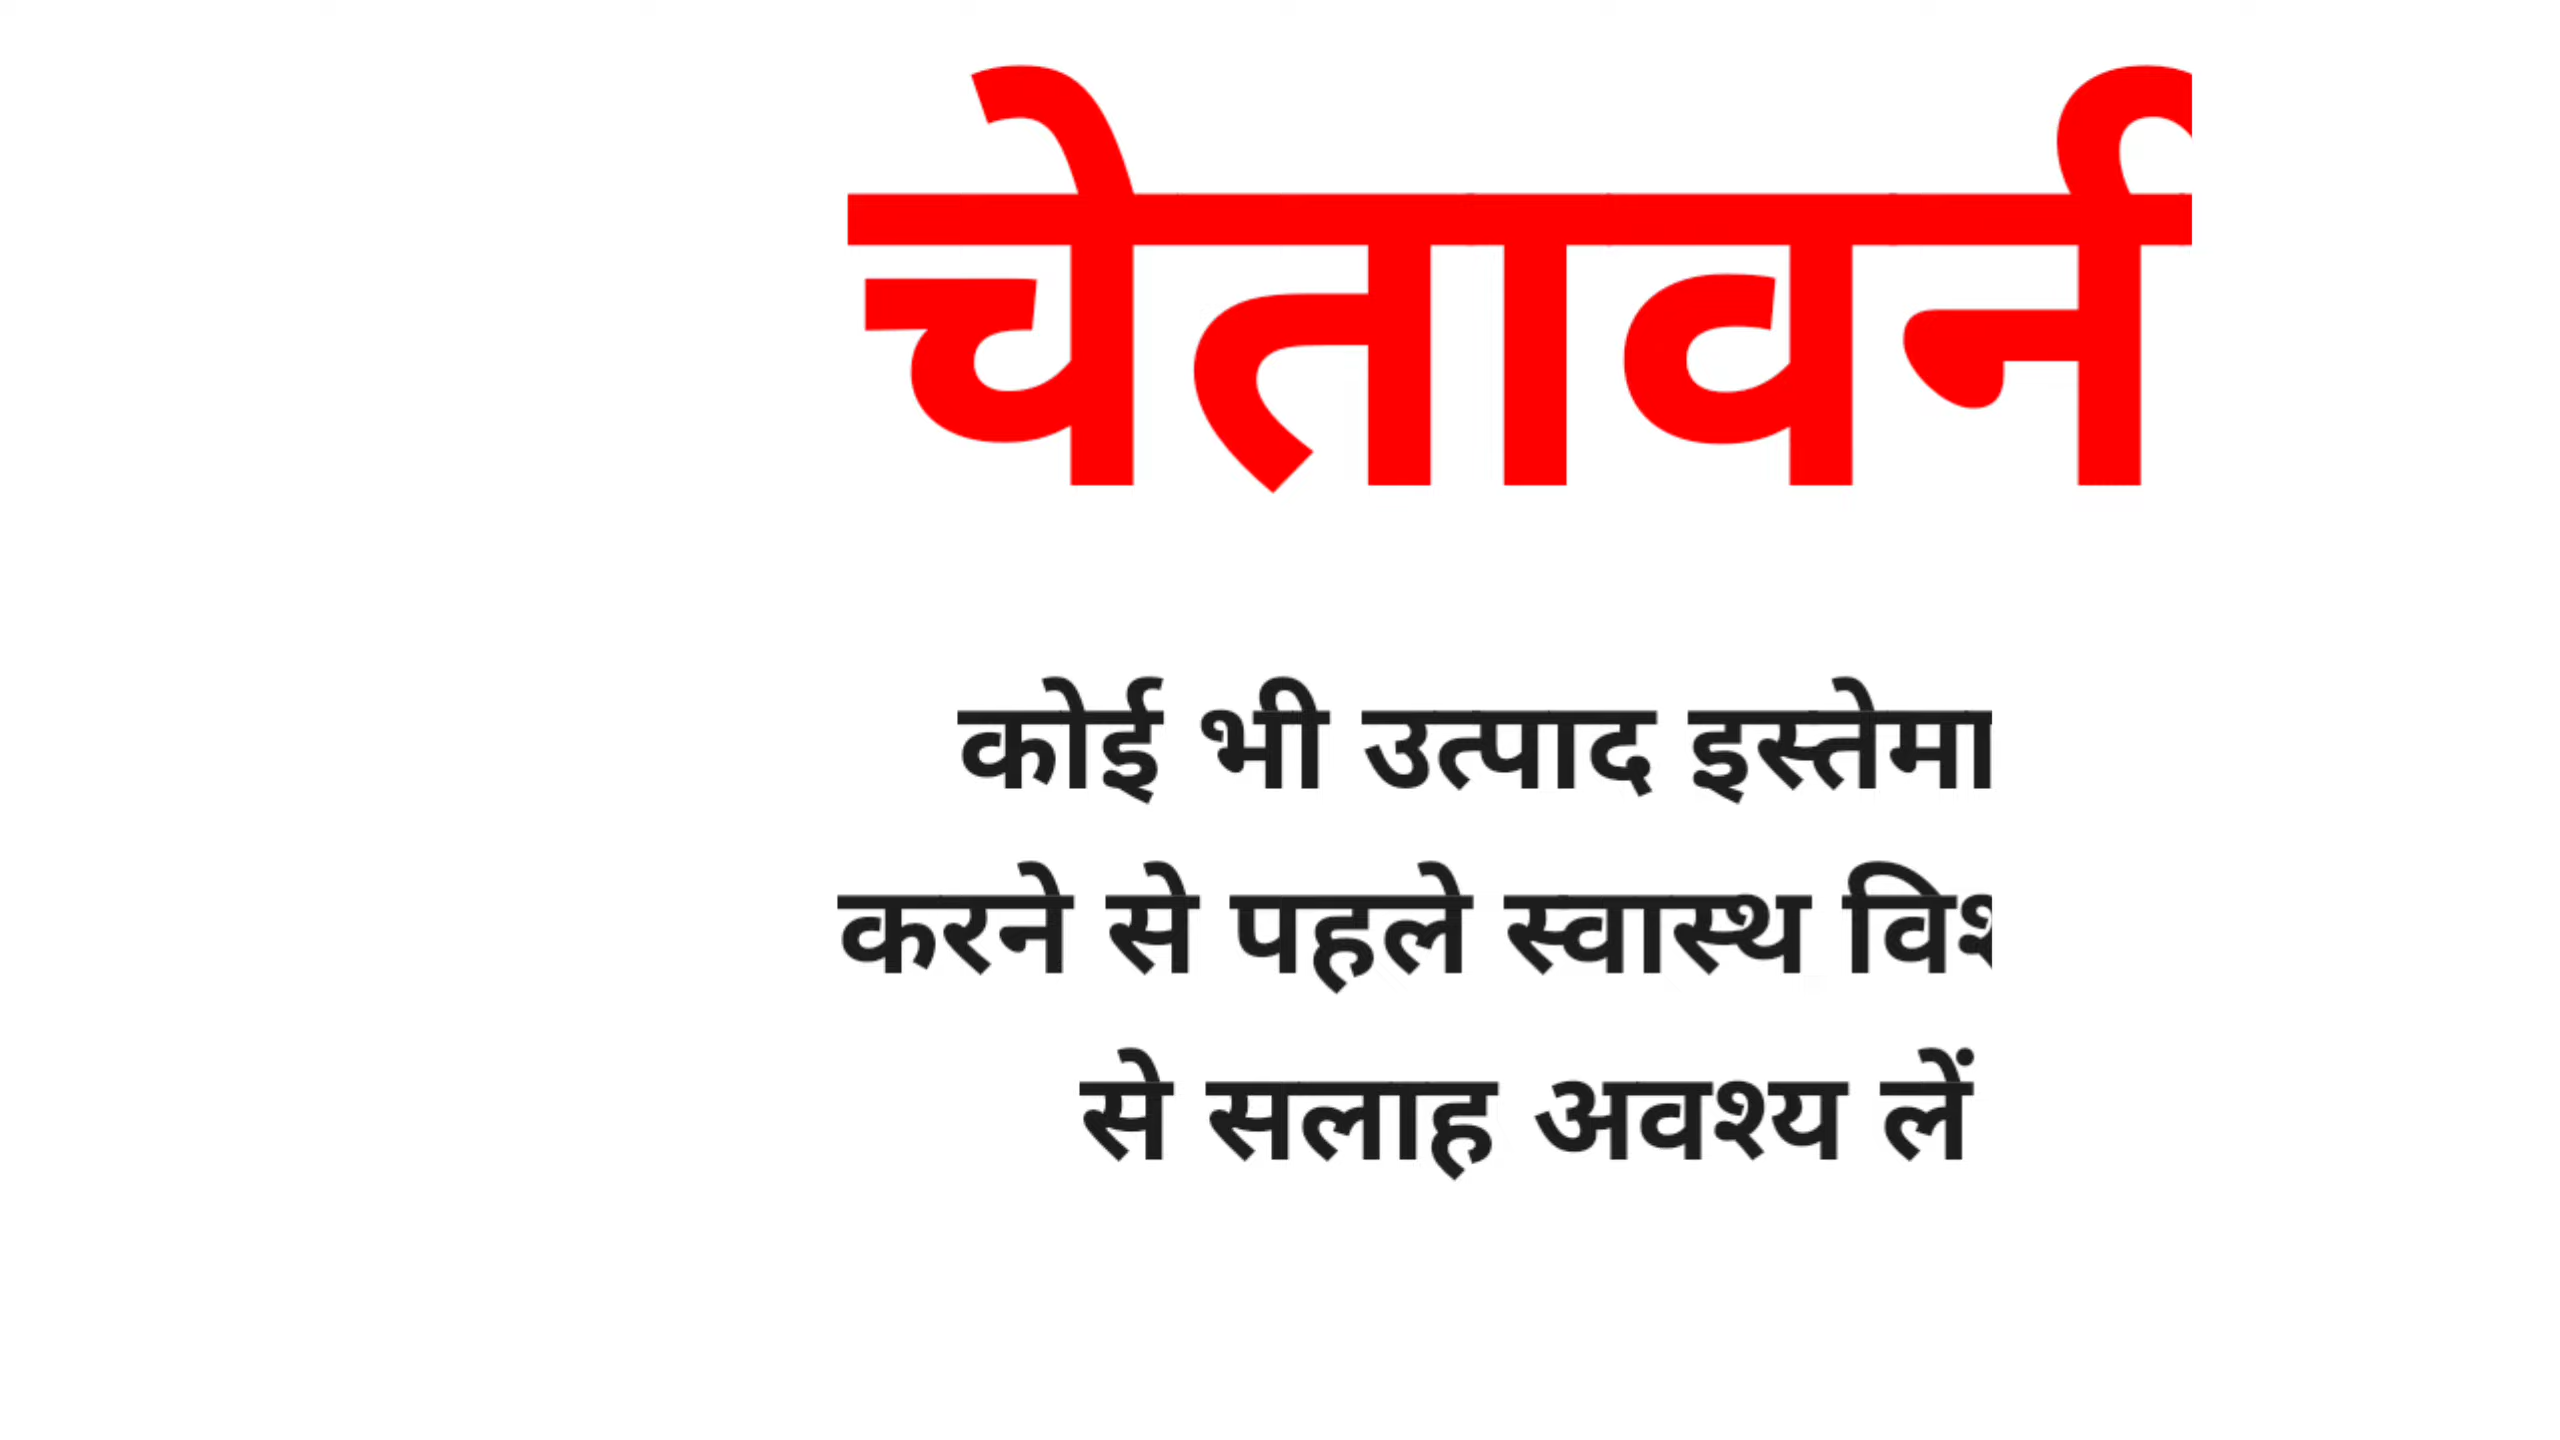 चेतावनी
कोई भी उत्पाद इस्तेमा
करने से पहले स्वास्थ
से सलाह अवश्य लें